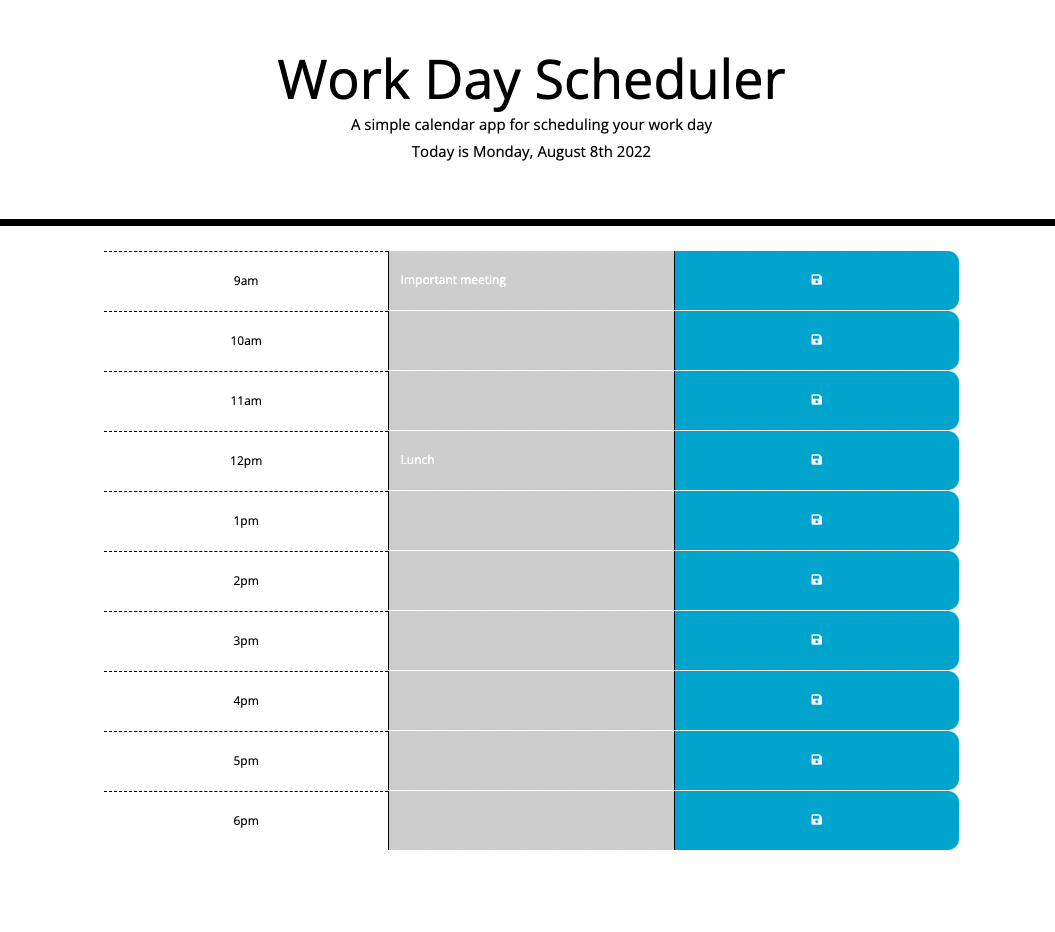 Work Day Scheduler
A simple calendar app for scheduling your work day
Today is Monday, August 8th 2022
9am
Important meeting
10am
11am
12pm
Lunch
1pm
2pm
3pm
4pm
5pm
6pm